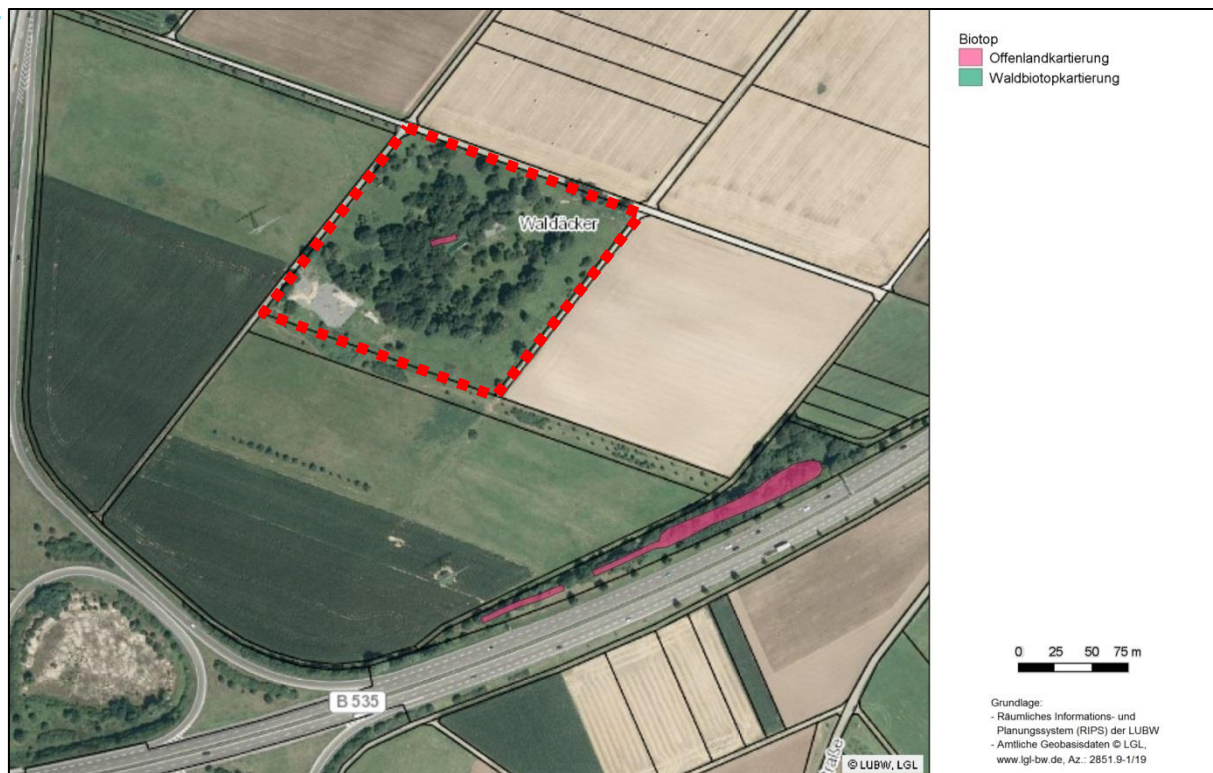 Waldäcker
B 535
© LUBW, LGL
Biotop
Offenlandkartierung
Waldbiotopkartierung
0 25 50 75 m
Grundlage:
- Räumliches Informations- und
Planungssystem (RIPS) der LUBW
- Amtliche Geobasisdaten © LGL,
www.lgl-bw.de, Az.: 2851.9-1/19